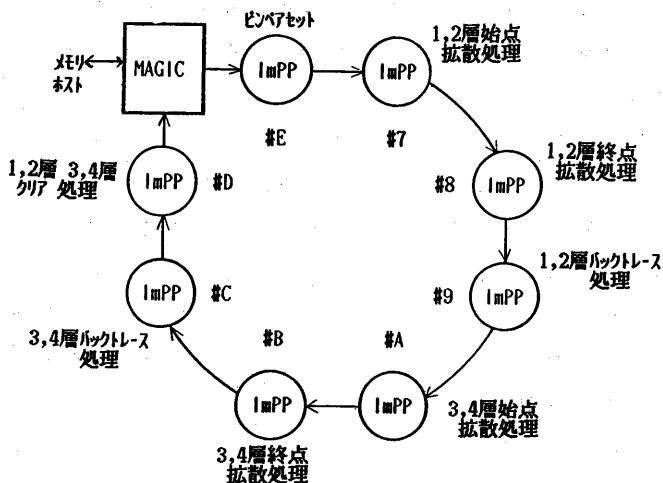 ピンペアセット
メモリ
ホスト
MAGIC
ImPP
#E
ImPP
#7
1,2層始点
拡散処理
ImPP
#8
1,2層終点
拡散処理
ImPP
#9
1,2層バックトレース
処理
ImPP
#A
3,4層始点
拡散処理
ImPP
#B
3,4層終点
拡散処理
ImPP
#C
3,4層バックトレース
処理
ImPP
#D
1,2層 3,4層
クリア 処理